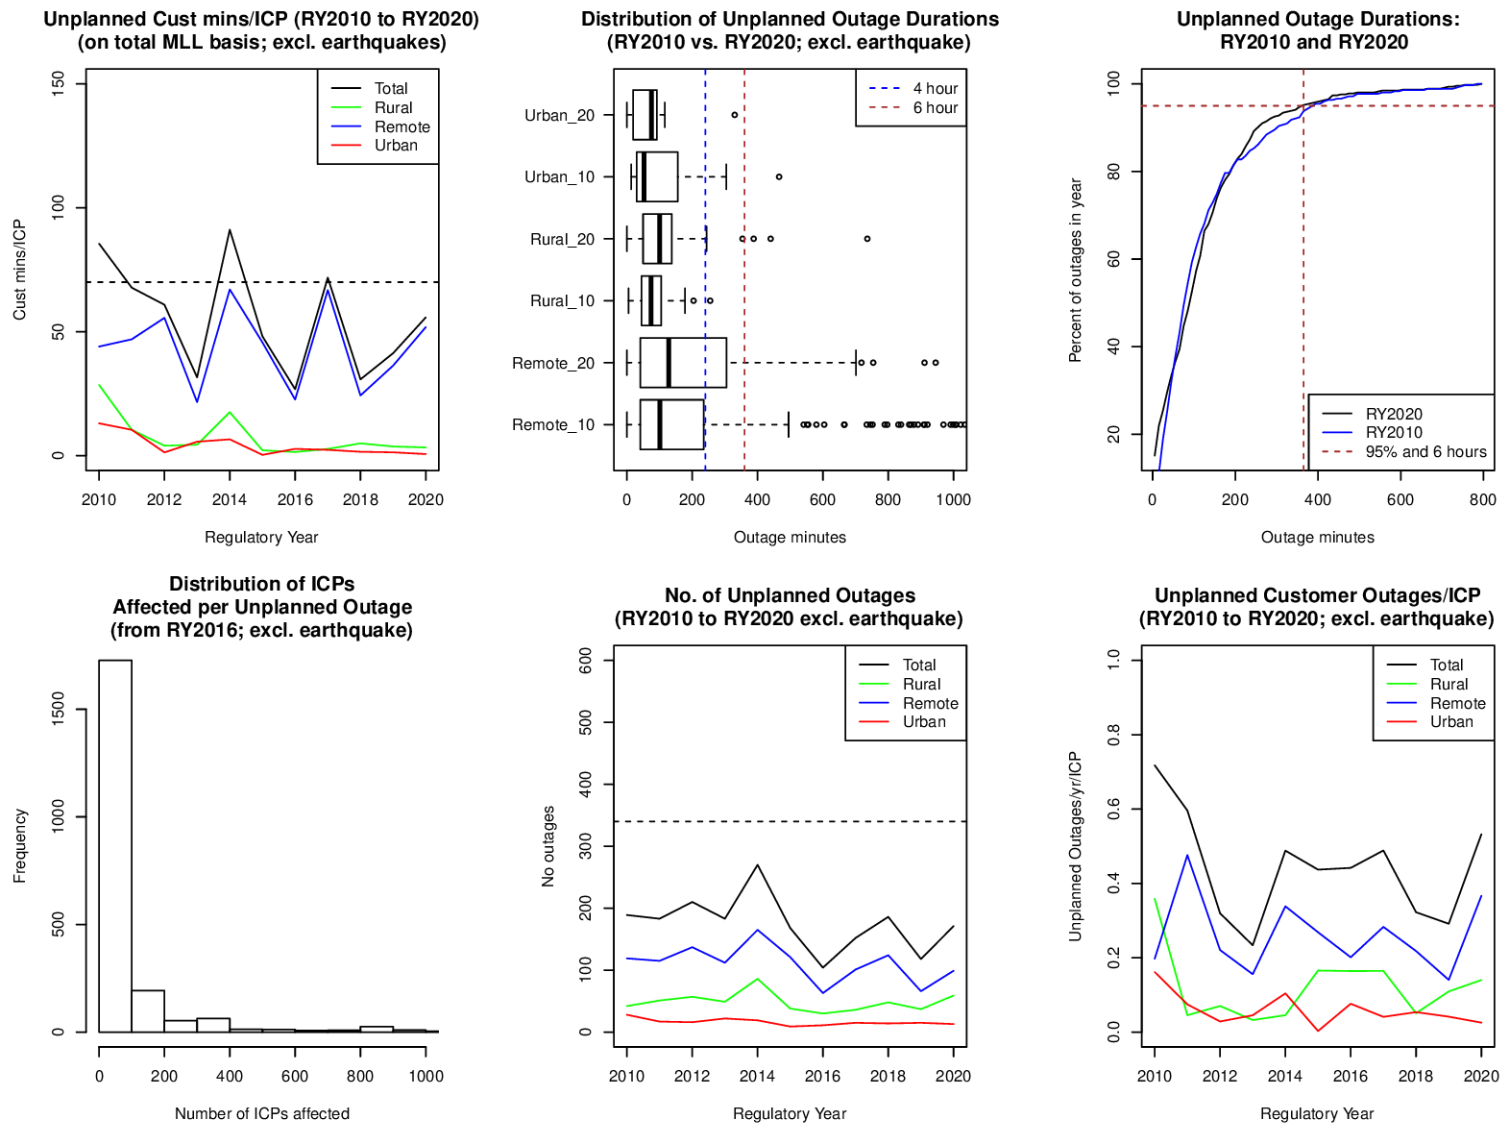 Unplanned Cust mins/ICP (RY2010 to RY2020)
(on total MLL basis; excl. earthquakes)
150
100
50
0
Cust mins/ICP
Total
Rural
Remote
Urban
2010 2012 2014 2016 2018 2020
Regulatory Year
Distribution of Unplanned Outage Durations
(RY2010 vs. RY2020; excl. earthquake)
4 hour
6 hour
Urban_20
Urban_10
Rural_20
Rural_10
Remote_20
Remote_10
0 200 400 600 800 1000
Outage minutes
Unplanned Outage Durations:
RY2010 and RY2020
100
80
60
40
20
Percent of outages in year
RY2020
RY2010
95% and 6 hours
0 200 400 600 800
Outage minutes
Distribution of ICPs
Affected per Unplanned Outage
(from RY2016; excl. earthquake)
1500
1000
500
0
Frequency
0 200 400 600 800 1000
Number of ICPs affected
No. of Unplanned Outages
(RY2010 to RY2020 excl. earthquake)
600
500
400
300
200
100
0
No outages
Total
Rural
Remote
Urban
2010 2012 2014 2016 2018 2020
Regulatory Year
Unplanned Customer Outages/ICP
(RY2010 to RY2020; excl. earthquake)
1.0
0.8
0.6
0.4
0.2
0.0
Unplanned Outages/yr/ICP
Total
Rural
Remote
Urban
2010 2012 2014 2016 2018 2020
Regulatory Year